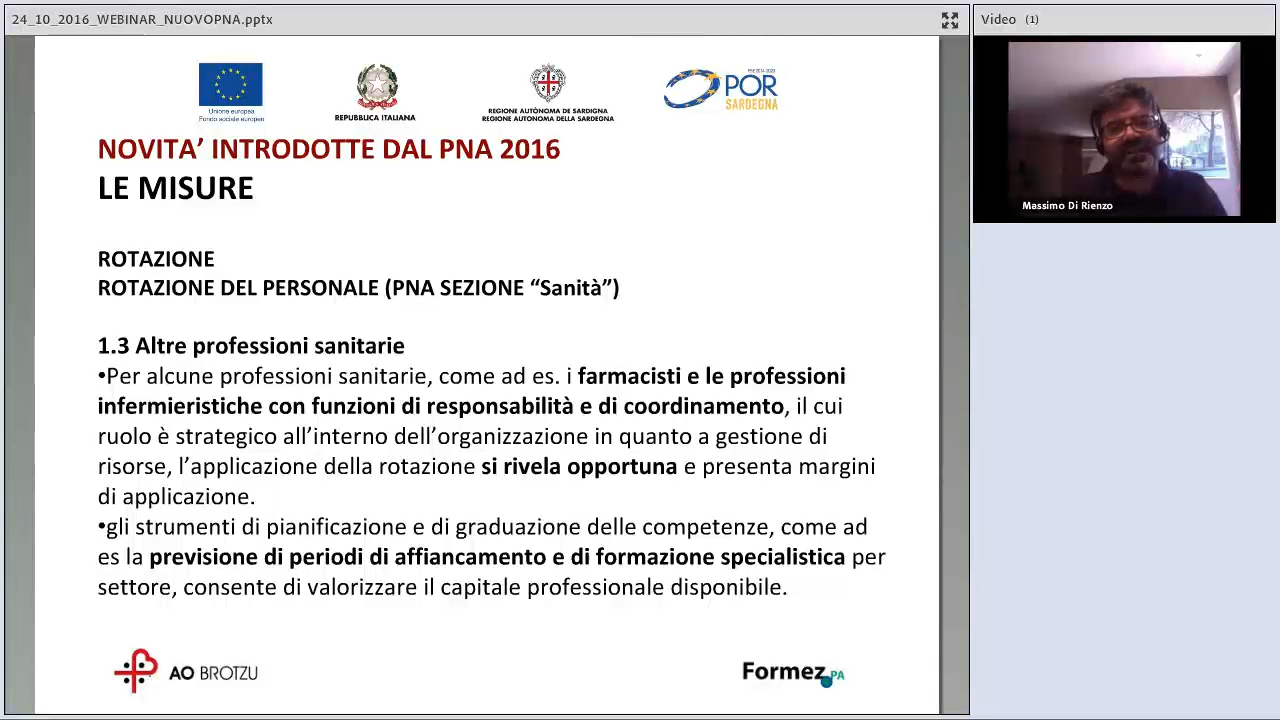 24_10_2016_WEBINAR_NUOVOPNA.pptx
Video (1)
Unione europea
Fondo sociale europeo
REPUBBLICA ITALIANA
REGIONE AUTÒNOMA DE SARDIGNA
REGIONE AUTONOMA DELLA SARDEGNA
POR
SARDEGNA
Massimo Di Rienzo
NOVITA’ INTRODOTTE DAL PNA 2016
LE MISURE
ROTAZIONE
ROTAZIONE DEL PERSONALE (PNA SEZIONE “Sanità”)
1.3 Altre professioni sanitarie
•Per alcune professioni sanitarie, come ad es. i farmacisti e le professioni
infermieristiche con funzioni di responsabilità e di coordinamento, il cui
ruolo è strategico all’interno dell’organizzazione in quanto a gestione di
risorse, l’applicazione della rotazione si rivela opportuna e presenta margini
di applicazione.
•gli strumenti di pianificazione e di graduazione delle competenze, come ad
es la previsione di periodi di affiancamento e di formazione specialistica per
settore, consente di valorizzare il capitale professionale disponibile.
AO BROTZU
Formez PA